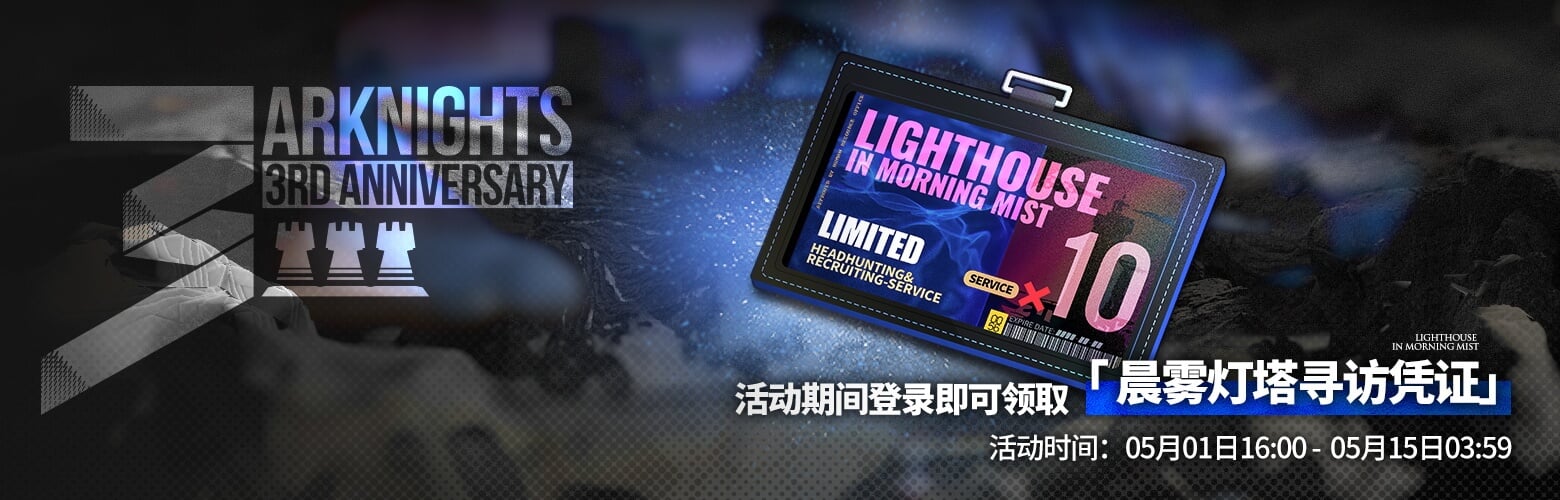 ARKNIGHTS
3RD ANNIVERSARY
LIGHTHOUSE
IN MORNING MIST
LIMITED
HEADHUNTING&
RECRUITING-SERVICE
SERVICE
10
EXPIRE DATE:
LIGHTHOUSE
IN MORNING MIST
活动期间登录即可领取「晨雾灯塔寻访凭证」
活动时间：05月01日16:00 - 05月15日03:59